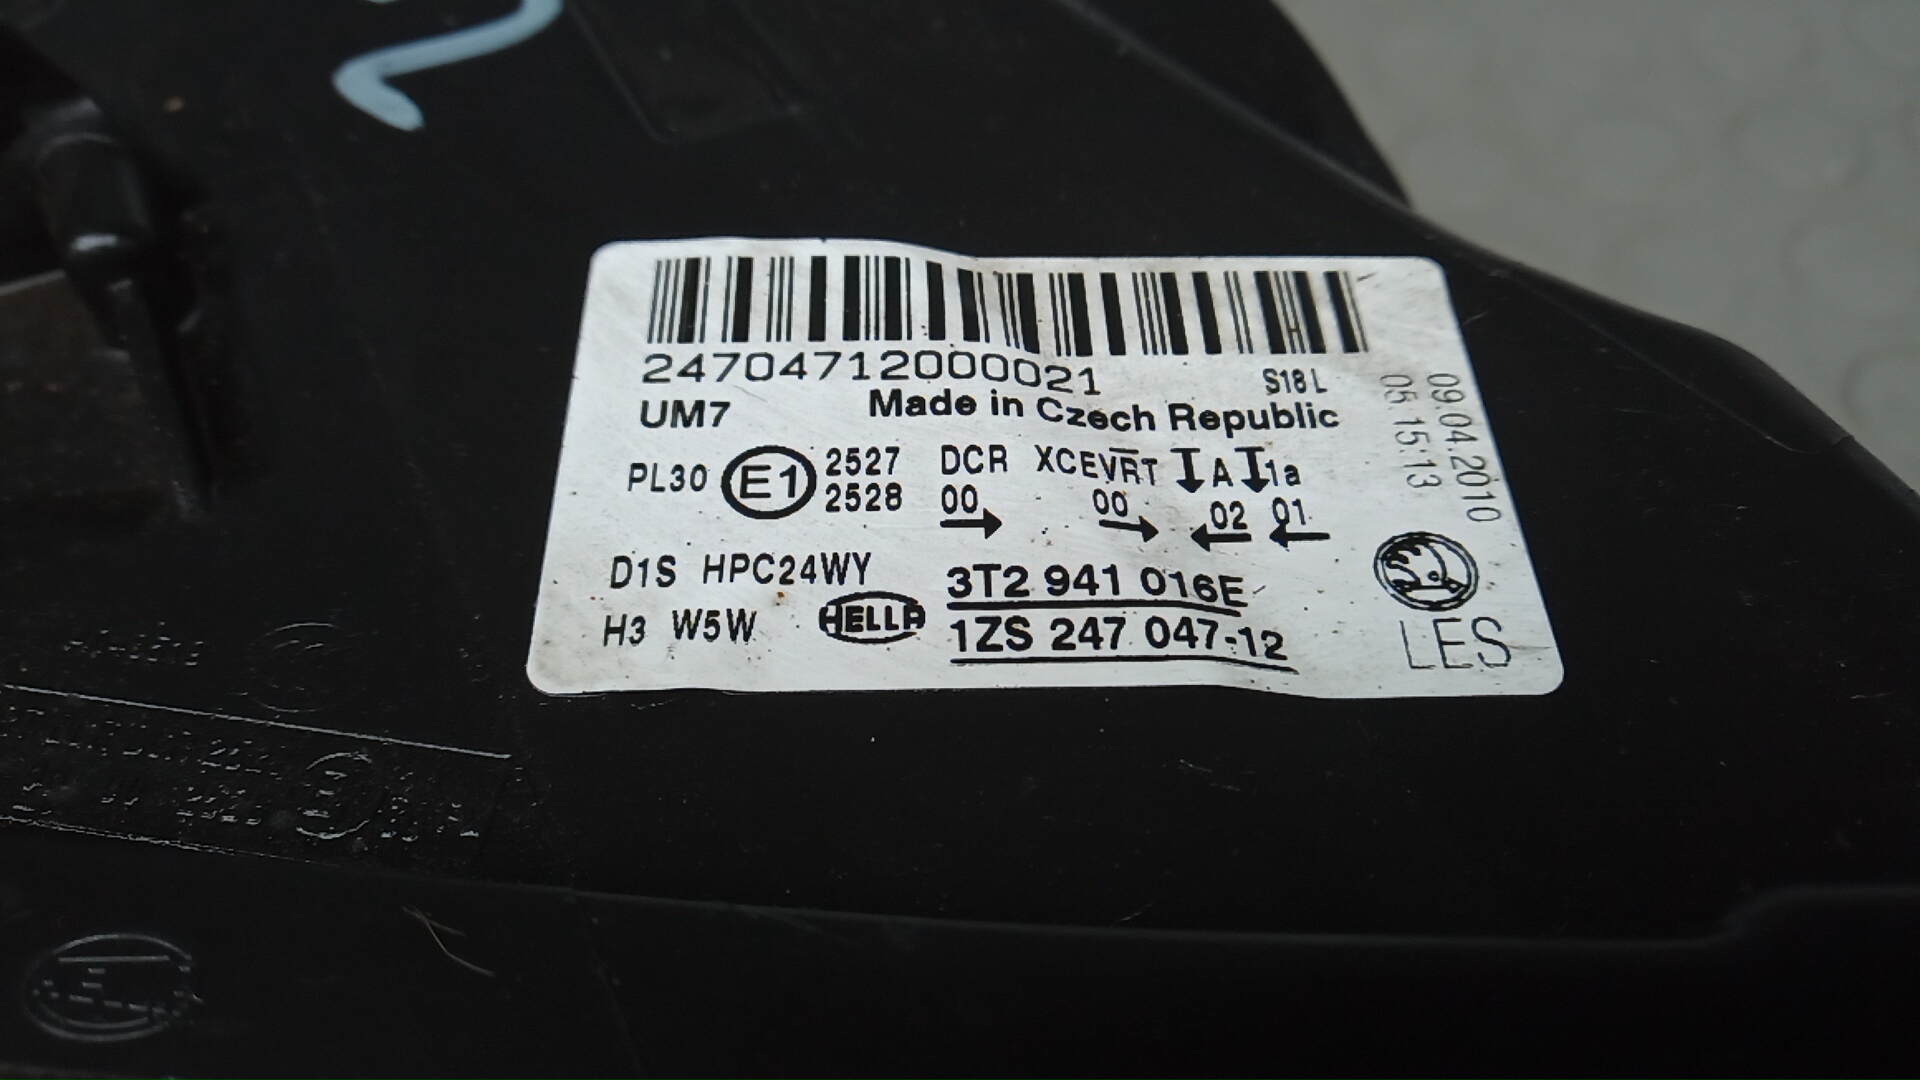 24704712000021
S18L
UM7 Made in Czech Republic
PL30 E1 2527 DCR XCEVRT A 1a
2528 00 00 02 01
D1S HPC24WY 3T2 941 016E
H3 W5W HELLA 1ZS 247 047-12
09.04.2010
05:15:13
LES